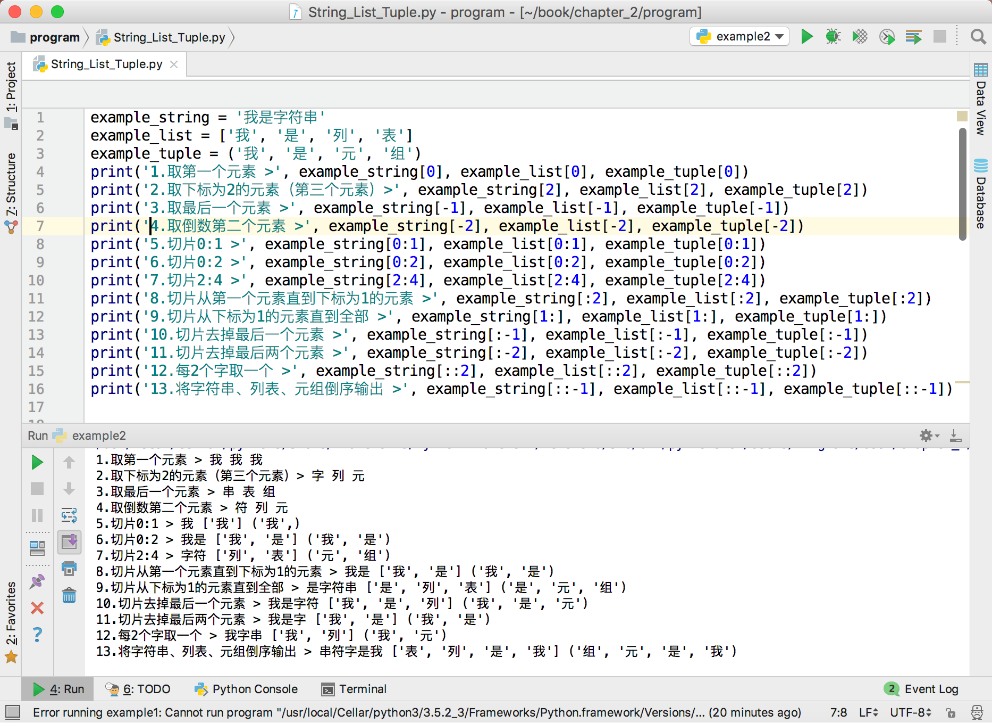 String_List_Tuple.py - program - [~/book/chapter_2/program]
program
String_List_Tuple.py
example2
String_List_Tuple.py
1: Project
Z: Structure
2: Favorites
Data View
Database
1 example_string = '我是字符串'
2 example_list = ['我', '是', '列', '表']
3 example_tuple = ('我', '是', '元', '组')
4 print('1.取第一个元素 >', example_string[0], example_list[0], example_tuple[0])
5 print('2.取下标为2的元素（第三个元素）>', example_string[2], example_list[2], example_tuple[2])
6 print('3.取最后一个元素 >', example_string[-1], example_list[-1], example_tuple[-1])
7 print('4.取倒数第二个元素 >', example_string[-2], example_list[-2], example_tuple[-2])
8 print('5.切片0:1 >', example_string[0:1], example_list[0:1], example_tuple[0:1])
9 print('6.切片0:2 >', example_string[0:2], example_list[0:2], example_tuple[0:2])
10 print('7.切片2:4 >', example_string[2:4], example_list[2:4], example_tuple[2:4])
11 print('8.切片从第一个元素直到下标为1的元素 >', example_string[:2], example_list[:2], example_tuple[:2])
12 print('9.切片从下标为1的元素直到全部 >', example_string[1:], example_list[1:], example_tuple[1:])
13 print('10.切片去掉最后一个元素 >', example_string[:-1], example_list[:-1], example_tuple[:-1])
14 print('11.切片去掉最后两个元素 >', example_string[:-2], example_list[:-2], example_tuple[:-2])
15 print('12.每2个字取一个 >', example_string[::2], example_list[::2], example_tuple[::2])
16 print('13.将字符串、列表、元组倒序输出 >', example_string[::-1], example_list[::-1], example_tuple[::-1])
17
Run example2
1.取第一个元素 > 我 我 我
2.取下标为2的元素（第三个元素）> 字 列 元
3.取最后一个元素 > 串 表 组
4.取倒数第二个元素 > 符 列 元
5.切片0:1 > 我 ['我'] ('我',)
6.切片0:2 > 我是 ['我', '是'] ('我', '是')
7.切片2:4 > 字符 ['列', '表'] ('元', '组')
8.切片从第一个元素直到下标为1的元素 > 我是 ['我', '是'] ('我', '是')
9.切片从下标为1的元素直到全部 > 是字符串 ['是', '列', '表'] ('是', '元', '组')
10.切片去掉最后一个元素 > 我是字符 ['我', '是', '列'] ('我', '是', '元')
11.切片去掉最后两个元素 > 我是字 ['我', '是'] ('我', '是')
12.每2个字取一个 > 我字串 ['我', '列'] ('我', '元')
13.将字符串、列表、元组倒序输出 > 串符字是我 ['表', '列', '是', '我'] ('组', '元', '是', '我')
4: Run 6: TODO Python Console Terminal 2 Event Log
Error running example1: Cannot run program "/usr/local/Cellar/python3/3.5.2_3/Frameworks/Python.framework/Versions/... (20 minutes ago) 7:8 LF UTF-8